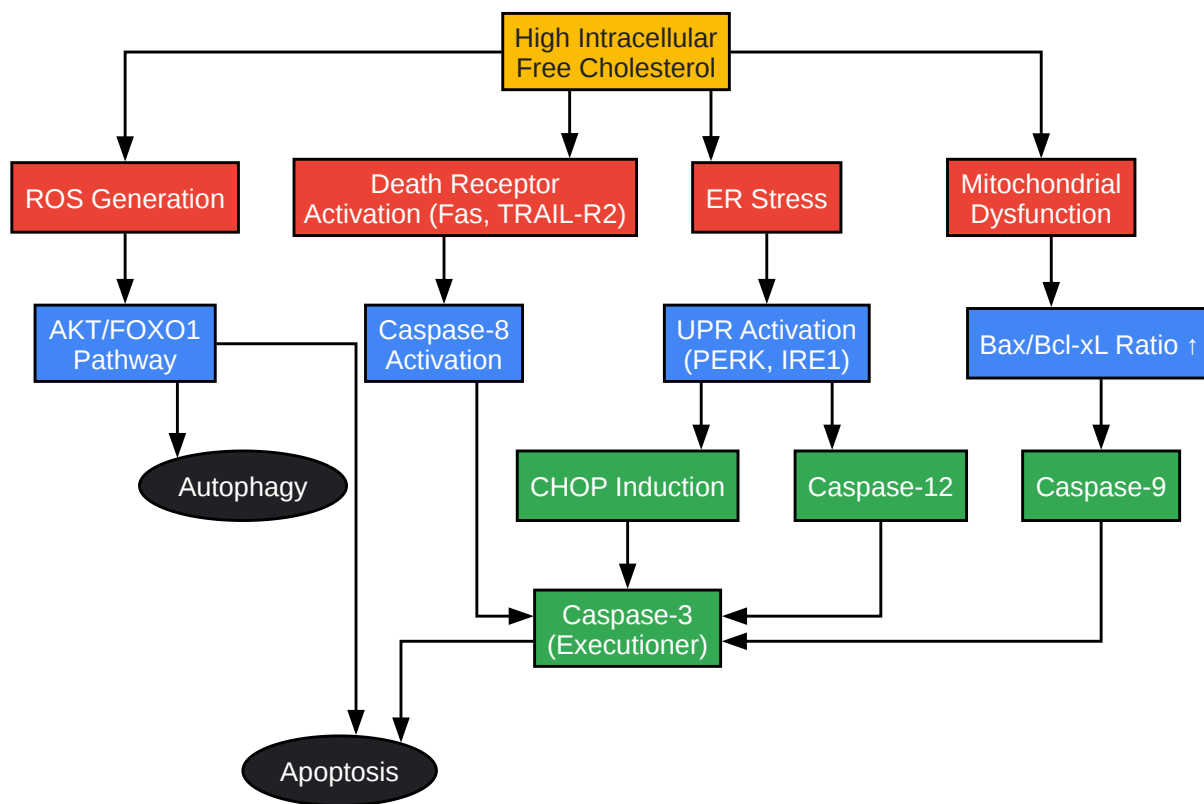 High Intracellular
Free Cholesterol
ROS Generation
Death Receptor
Activation (Fas, TRAIL-R2)
ER Stress
Mitochondrial
Dysfunction
AKT/FOXO1
Pathway
Caspase-8
Activation
UPR Activation
(PERK, IRE1)
Bax/Bcl-xL Ratio ↑
Autophagy
CHOP Induction
Caspase-12
Caspase-9
Caspase-3
(Executioner)
Apoptosis